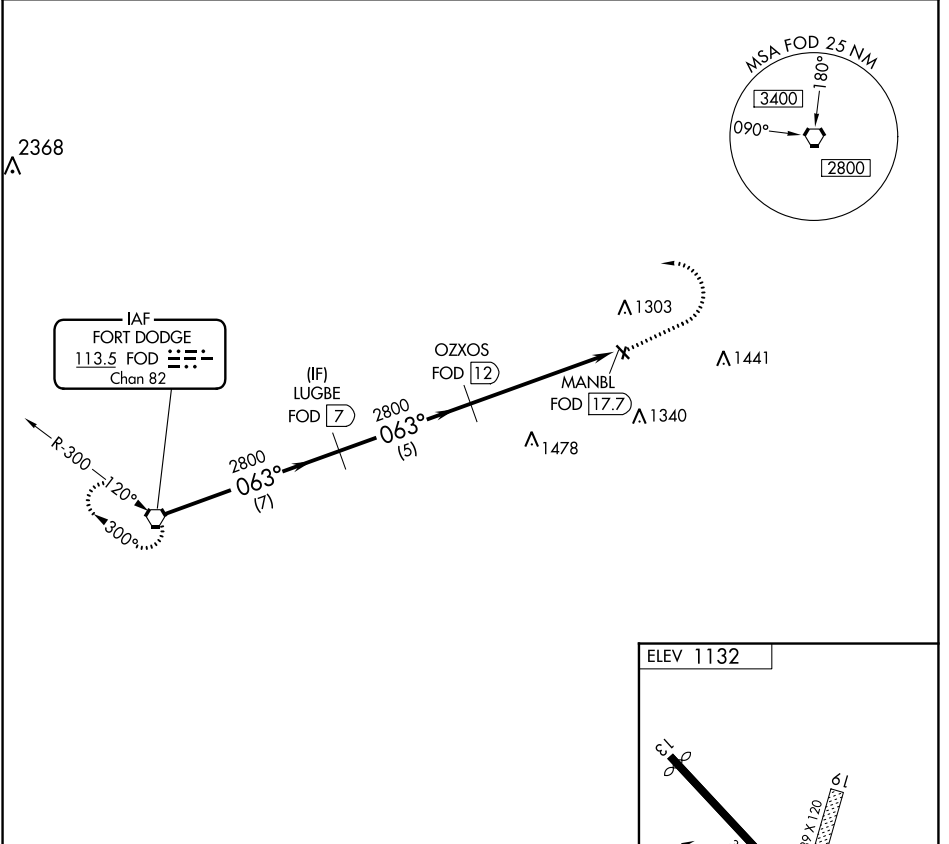 MSA FOD 25 NM
180°
3400
090°
2800
2368
IAF
FORT DODGE
113.5 FOD
Chan 82
(IF)
LUGBE
FOD 7
OZXOS
FOD 12
MANBL
FOD 17.7
1303
1441
1340
1478
2800
063°
(5)
2800
063°
(7)
R-300
120°
300°
ELEV 1132
13
19
X 120